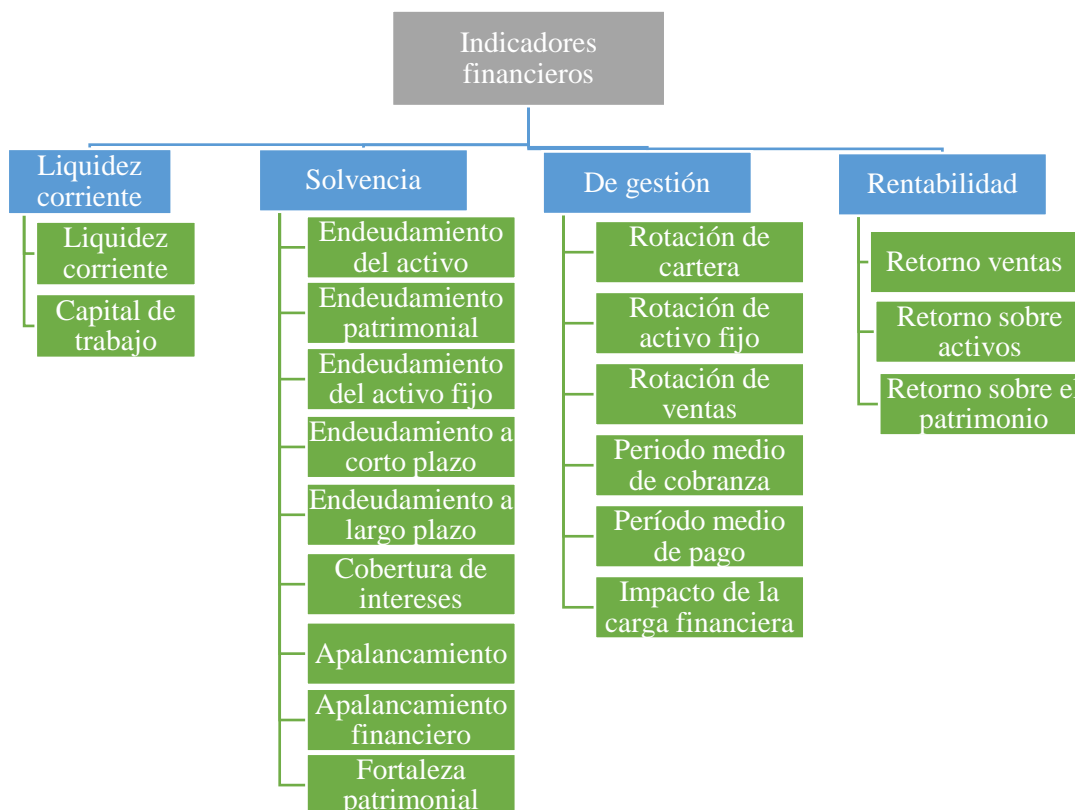 Indicadores
financieros
Liquidez
corriente
Liquidez
corriente
Capital de
trabajo
Solvencia
Endeudamiento
del activo
Endeudamiento
patrimonial
Endeudamiento
del activo fijo
Endeudamiento a
corto plazo
Endeudamiento a
largo plazo
Cobertura de
intereses
Apalancamiento
Apalancamiento
financiero
Fortaleza
patrimonial
De gestión
Rotación de
cartera
Rotación de
activo fijo
Rotación de
ventas
Periodo medio
de cobranza
Período medio
de pago
Impacto de la
carga financiera
Rentabilidad
Retorno ventas
Retorno sobre
activos
Retorno sobre el
patrimonio